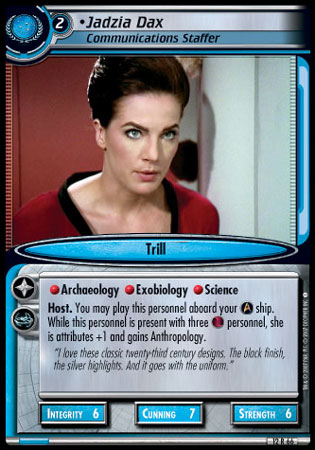 2 •Jadzia Dax
Communications Staffer
Trill
Archaeology Exobiology Science
Host. You may play this personnel aboard your A ship.
While this personnel is present with three personnel, she
is attributes +1 and gains Anthropology.
"I love these classic twenty-third century designs. The black finish,
the silver highlights. And it goes with the uniform."
INTEGRITY 6 CUNNING 7 STRENGTH 6
12 R 66